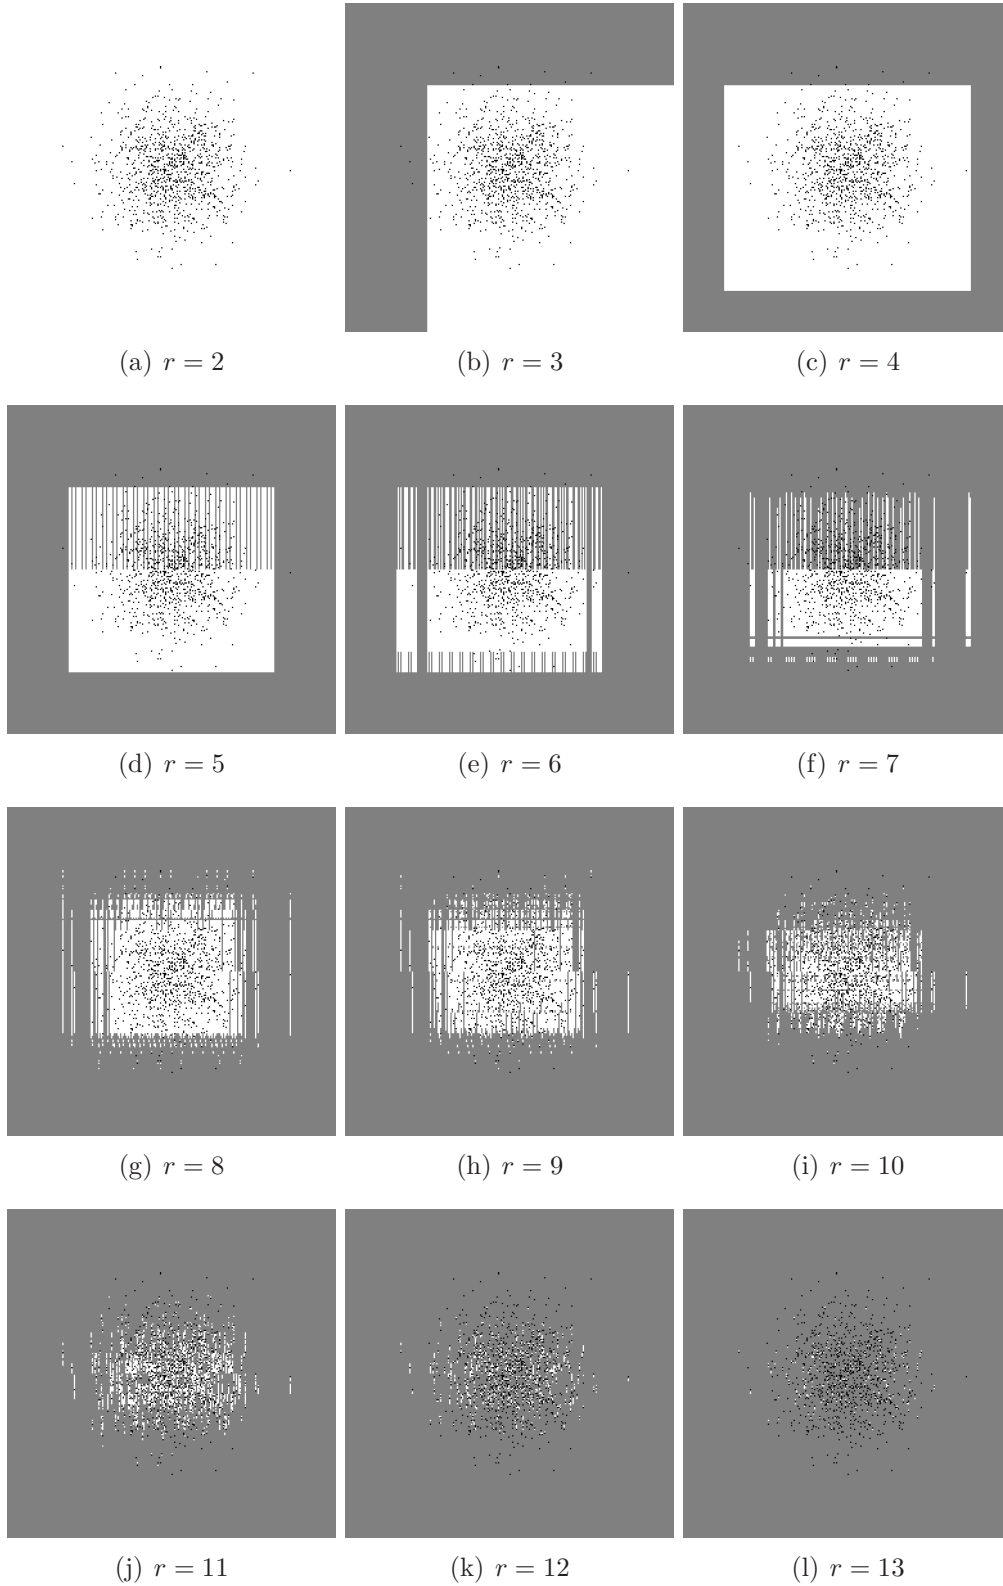 (a) r = 2
(b) r = 3
(c) r = 4
(d) r = 5
(e) r = 6
(f) r = 7
(g) r = 8
(h) r = 9
(i) r = 10
(j) r = 11
(k) r = 12
(l) r = 13